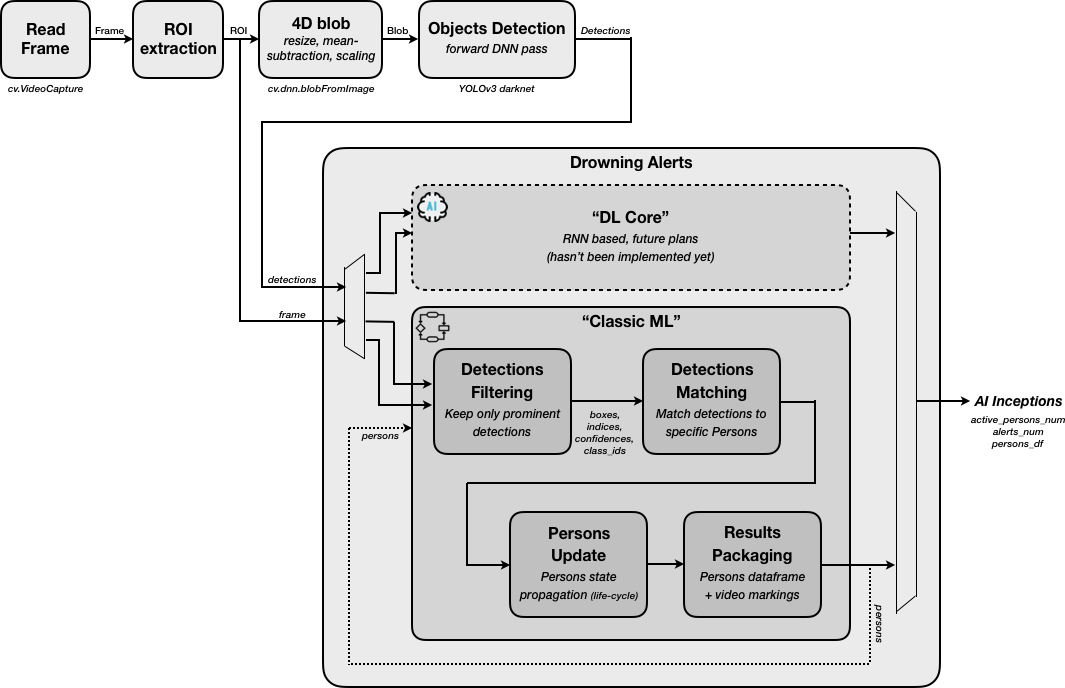 Read
Frame
Frame
ROI
extraction
ROI
4D blob
resize, mean-
subtraction, scaling
Blob
Objects Detection
forward DNN pass
Detections
cv.VideoCapture
cv.dnn.blobFromImage
YOLOv3 darknet
Drowning Alerts
AI
“DL Core”
RNN based, future plans
(hasn’t been implemented yet)
detections
frame
“Classic ML”
Detections
Filtering
Keep only prominent
detections
boxes,
indices,
confidences,
class_ids
Detections
Matching
Match detections to
specific Persons
persons
Persons
Update
Persons state
propagation (life-cycle)
Results
Packaging
Persons dataframe
+ video markings
persons
AI Inceptions
active_persons_num
alerts_num
persons_df